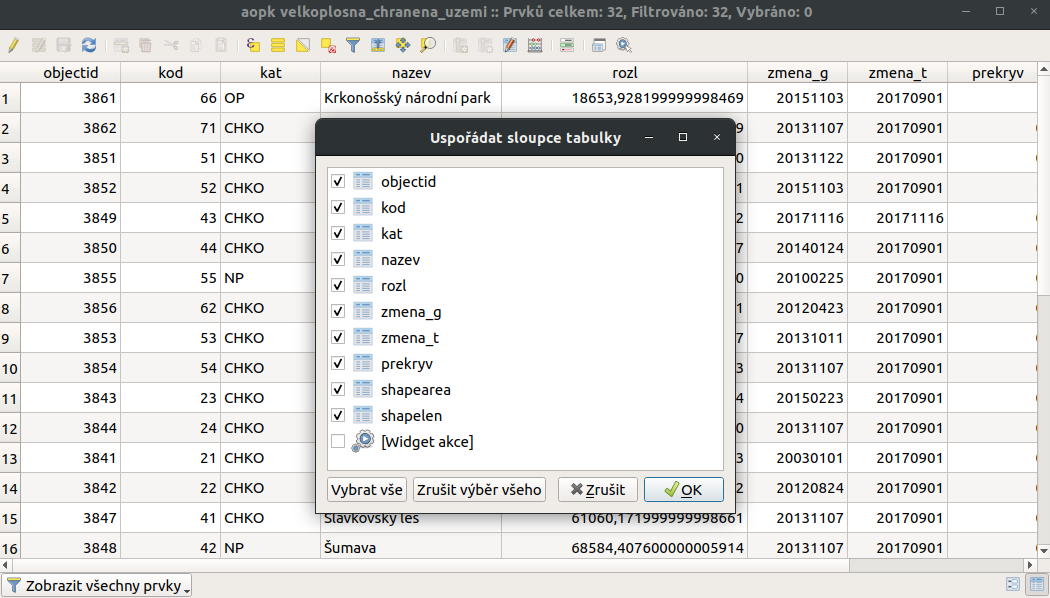 aopk velkoplosna_chranena_uzemi :: Prvků celkem: 32, Filtrováno: 32, Vybráno: 0
objectid kod kat nazev rozl zmena_g zmena_t prekryv
1 3861 66 OP Krkonošský národní park 18653,928199999998469 20151103 20170901
2 3862 71 CHKO 9 20131107 20170901
3 3851 51 CHKO 0 20131122 20170901
4 3852 52 CHKO 1 20151103 20170901
5 3849 43 CHKO 2 20171116 20171116
6 3850 44 CHKO 7 20140124 20170901
7 3855 55 NP 0 20100225 20170901
8 3856 62 CHKO 1 20120423 20170901
9 3853 53 CHKO 7 20131011 20170901
10 3854 54 CHKO 3 20131107 20170901
11 3843 23 CHKO 4 20150223 20170901
12 3844 24 CHKO 0 20131107 20170901
13 3841 21 CHKO 3 20030101 20170901
14 3842 22 CHKO 2 20120824 20170901
15 3847 41 CHKO Slavkovský les 61060,171999999998661 20131107 20170901
16 3848 42 NP Šumava 68584,407600000005914 20131107 20170901
Uspořádat sloupce tabulky
objectid
kod
kat
nazev
rozl
zmena_g
zmena_t
prekryv
shapearea
shapelen
[Widget akce]
Vybrat vše Zrušit výběr všeho Zrušit OK
Zobrazit všechny prvky